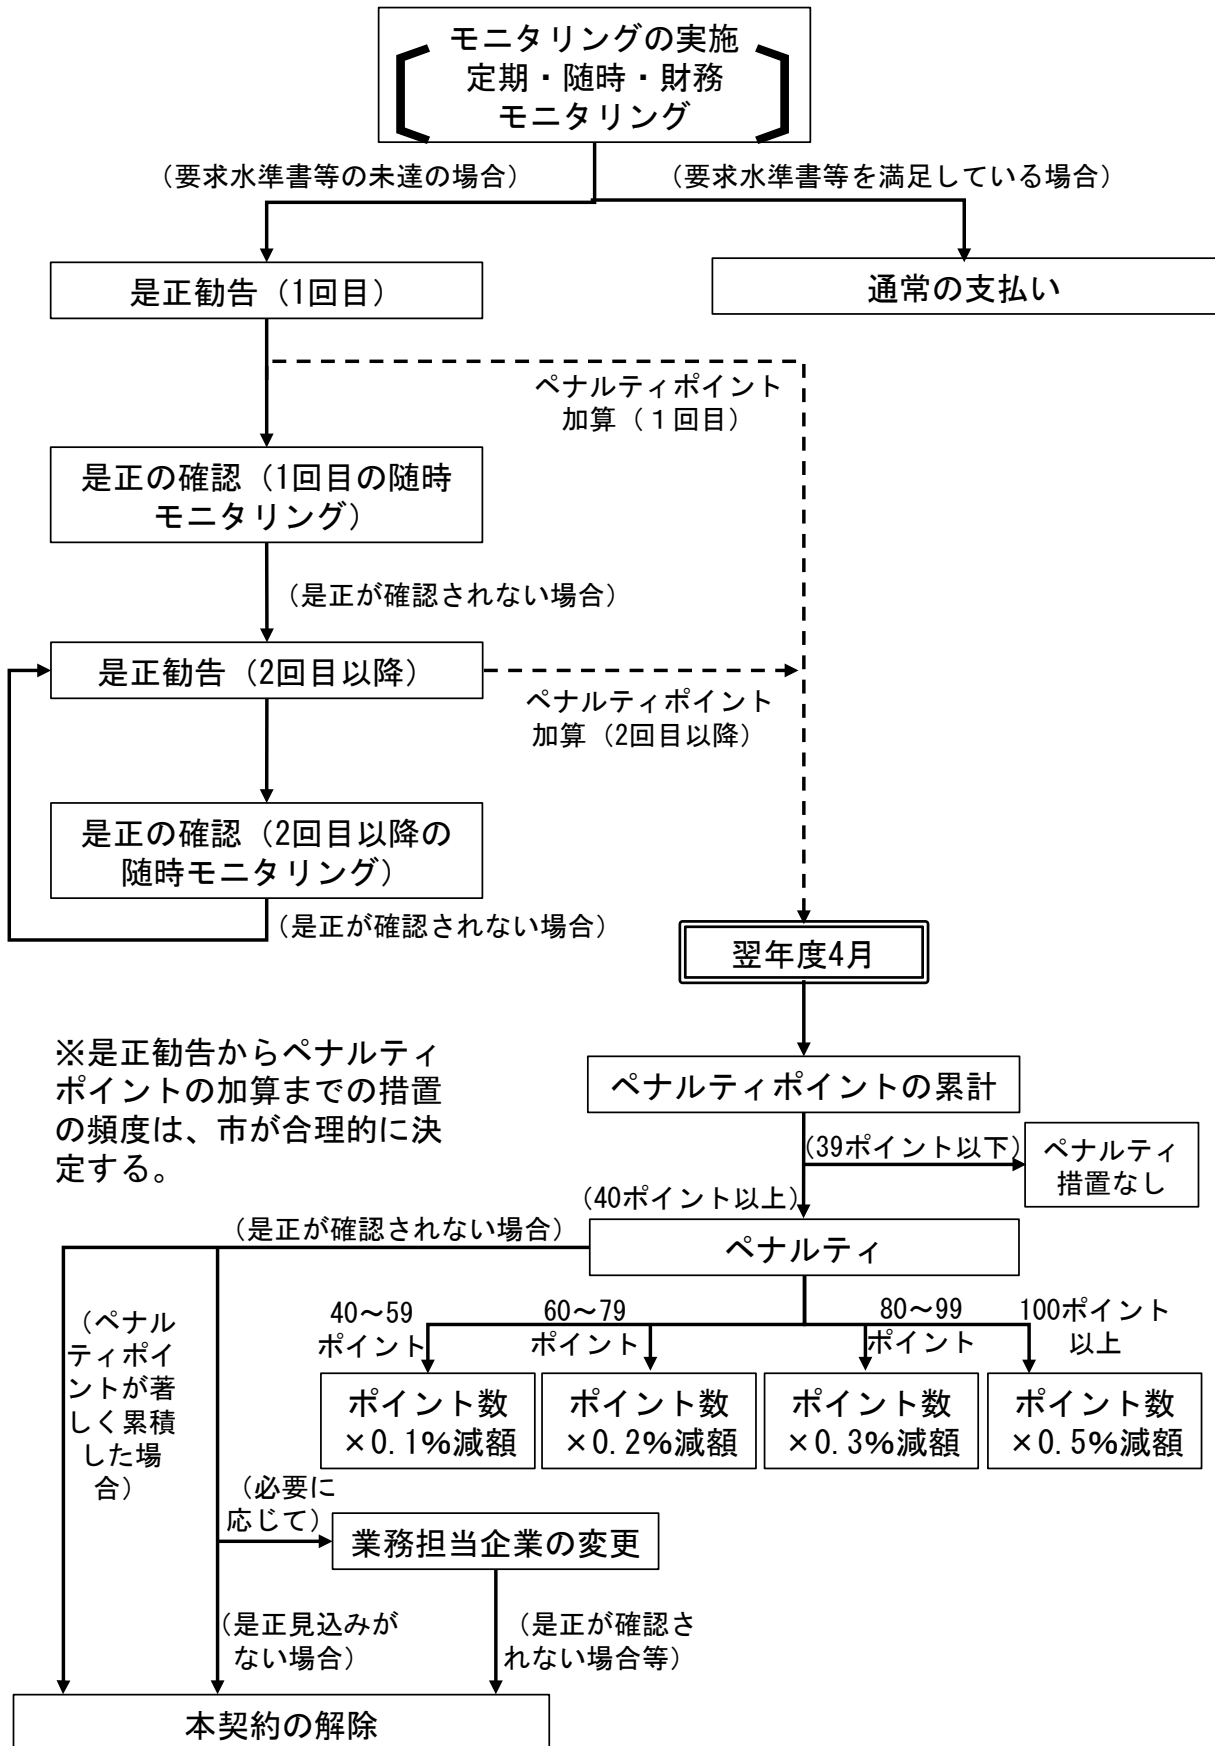 モニタリングの実施
定期・随時・財務
モニタリング
（要求水準書等の未達の場合）
（要求水準書等を満足している場合）
是正勧告（1回目）
通常の支払い
ペナルティポイント
加算（１回目）
是正の確認（1回目の随時
モニタリング）
（是正が確認されない場合）
是正勧告（2回目以降）
ペナルティポイント
加算（2回目以降）
是正の確認（2回目以降の
随時モニタリング）
（是正が確認されない場合）
翌年度4月
※是正勧告からペナルティ
ポイントの加算までの措置
の頻度は、市が合理的に決
定する。
ペナルティポイントの累計
（39ポイント以下）
ペナルティ
措置なし
（40ポイント以上）
（是正が確認されない場合）
ペナルティ
（ペナル
ティポイ
ントが著
しく累積
した場
合）
40～59
ポイント
60～79
ポイント
80～99
ポイント
100ポイント
以上
ポイント数
×0.1%減額
ポイント数
×0.2%減額
ポイント数
×0.3%減額
ポイント数
×0.5%減額
（必要に
応じて）
業務担当企業の変更
（是正見込みが
ない場合）
（是正が確認さ
れない場合等）
本契約の解除